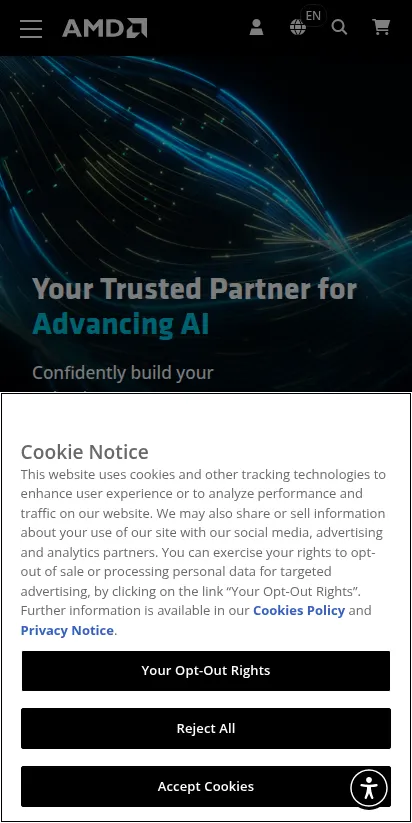 AMD
EN
Your Trusted Partner for
Advancing AI
Confidently build your
Cookie Notice
This website uses cookies and other tracking technologies to
enhance user experience or to analyze performance and
traffic on our website. We may also share or sell information
about your use of our site with our social media, advertising
and analytics partners. You can exercise your rights to opt-
out of sale or processing personal data for targeted
advertising, by clicking on the link “Your Opt-Out Rights”.
Further information is available in our Cookies Policy and
Privacy Notice.
Your Opt-Out Rights
Reject All
Accept Cookies